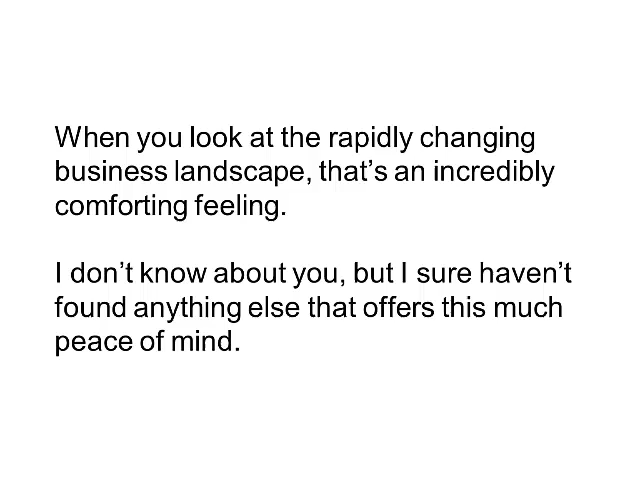 When you look at the rapidly changing
business landscape, that’s an incredibly
comforting feeling.
I don’t know about you, but I sure haven’t
found anything else that offers this much
peace of mind.